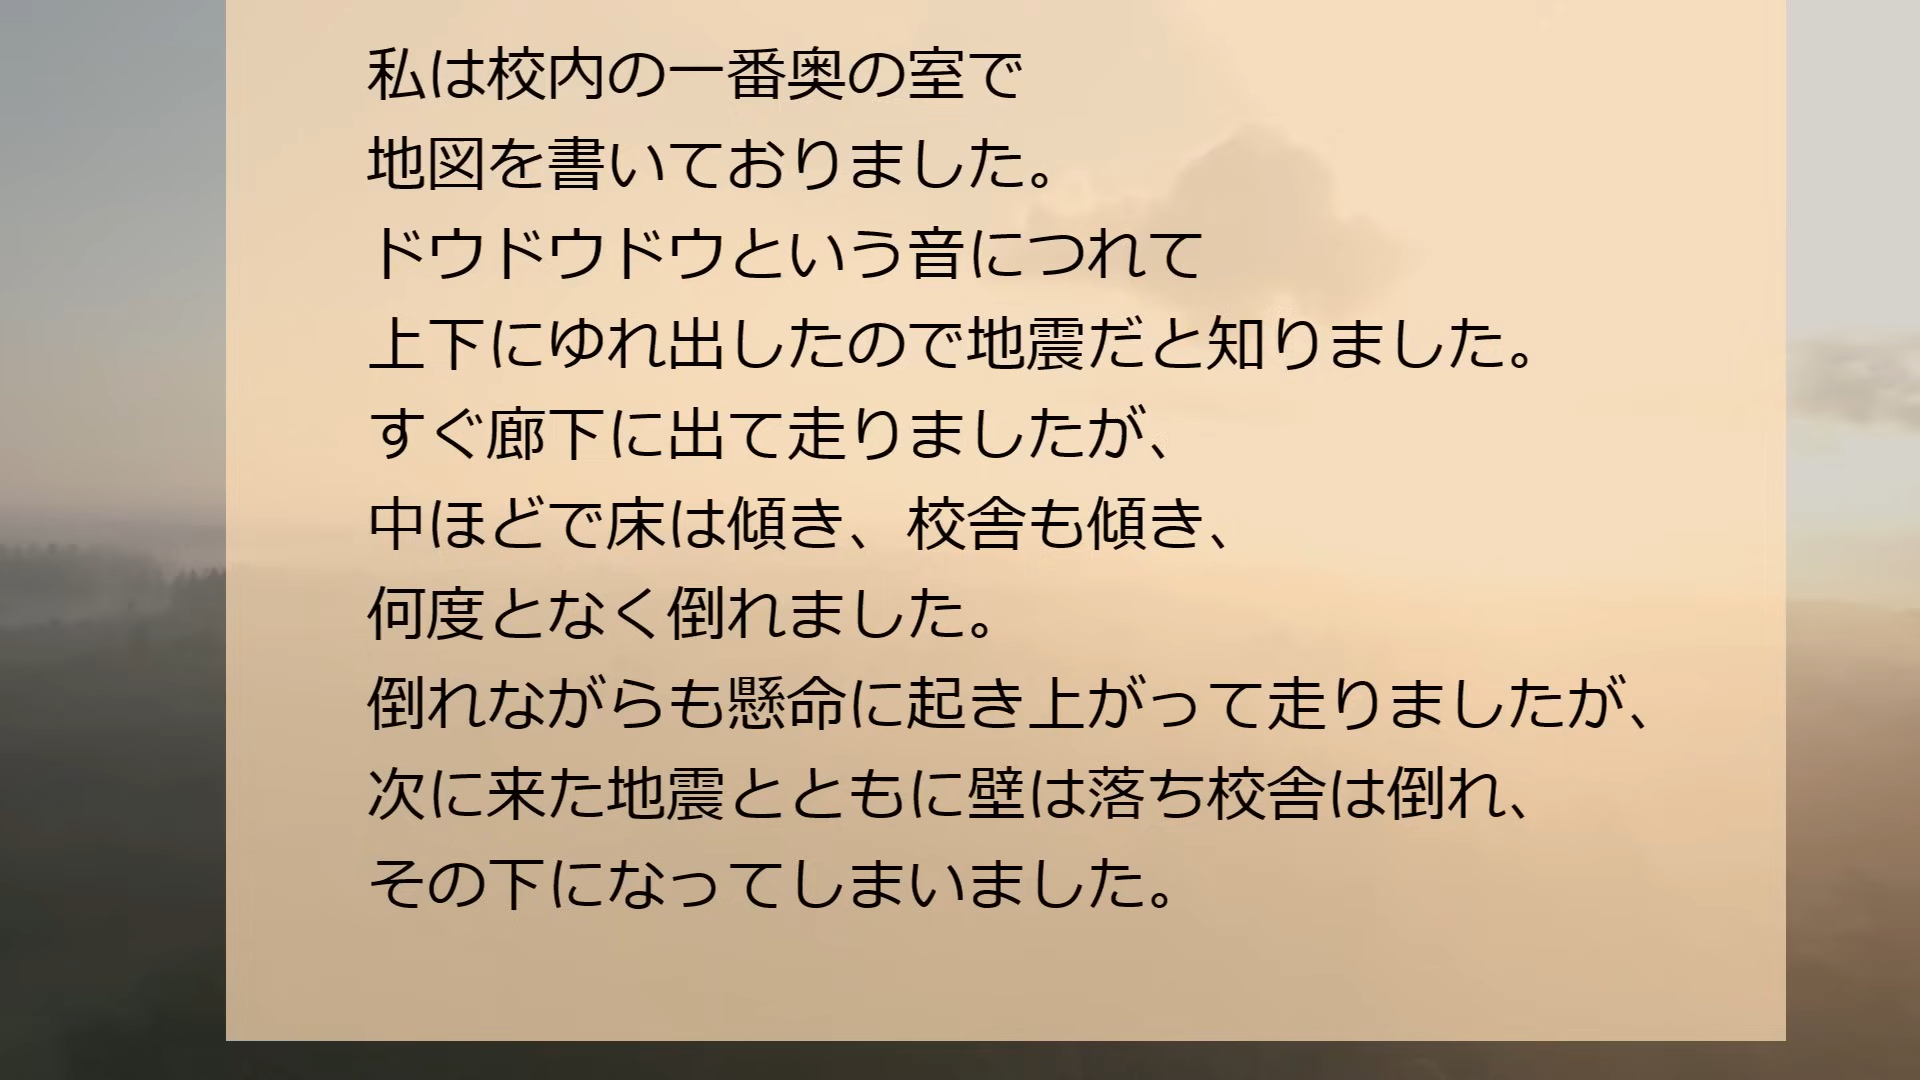 私は校内の一番奥の室で
地図を書いておりました。
ドウドウドウという音につれて
上下にゆれ出したので地震だと知りました。
すぐ廊下に出て走りましたが、
中ほどで床は傾き、校舎も傾き、
何度となく倒れました。
倒れながらも懸命に起き上がって走りましたが、
次に来た地震とともに壁は落ち校舎は倒れ、
その下になってしまいました。